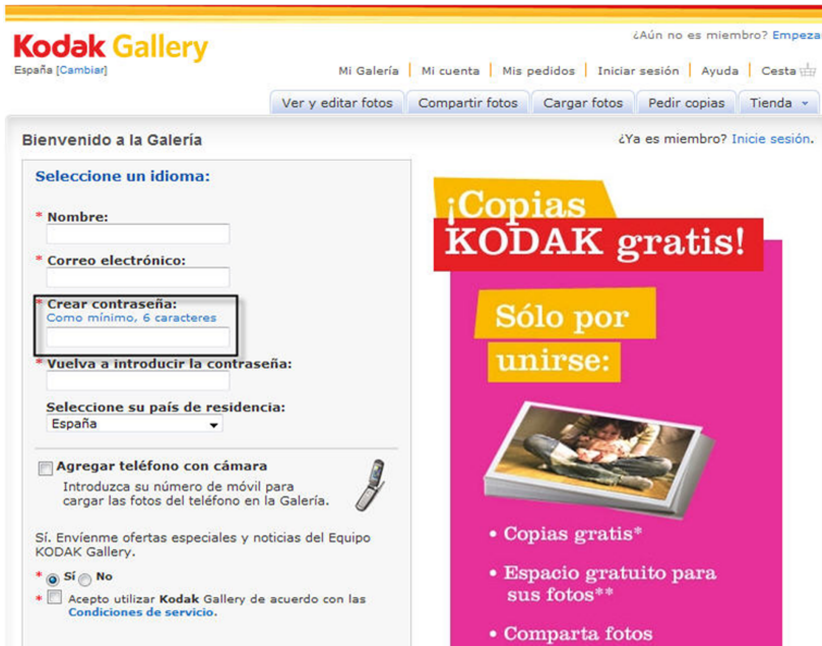 ¿Aún no es miembro? Empezar
Kodak Gallery
España [Cambiar]
Mi Galería | Mi cuenta | Mis pedidos | Iniciar sesión | Ayuda | Cesta
Ver y editar fotos
Compartir fotos
Cargar fotos
Pedir copias
Tienda
Bienvenido a la Galería
¿Ya es miembro? Inicie sesión.
Seleccione un idioma:
* Nombre:
* Correo electrónico:
* Crear contraseña:
Como mínimo, 6 caracteres
* Vuelva a introducir la contraseña:
Seleccione su país de residencia:
España
Agregar teléfono con cámara
Introduzca su número de móvil para
cargar las fotos del teléfono en la Galería.
Sí. Envíenme ofertas especiales y noticias del Equipo
KODAK Gallery.
* Sí No
* Acepto utilizar Kodak Gallery de acuerdo con las
Condiciones de servicio.
¡Copias
KODAK gratis!
Sólo por
unirse:
• Copias gratis*
• Espacio gratuito para
sus fotos**
• Comparta fotos